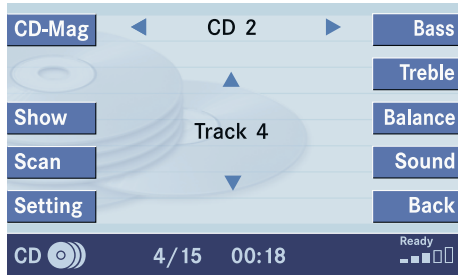 CD-Mag
CD 2
Bass
Treble
Show
Track 4
Balance
Scan
Sound
Setting
Back
CD 4/15 00:18
Ready